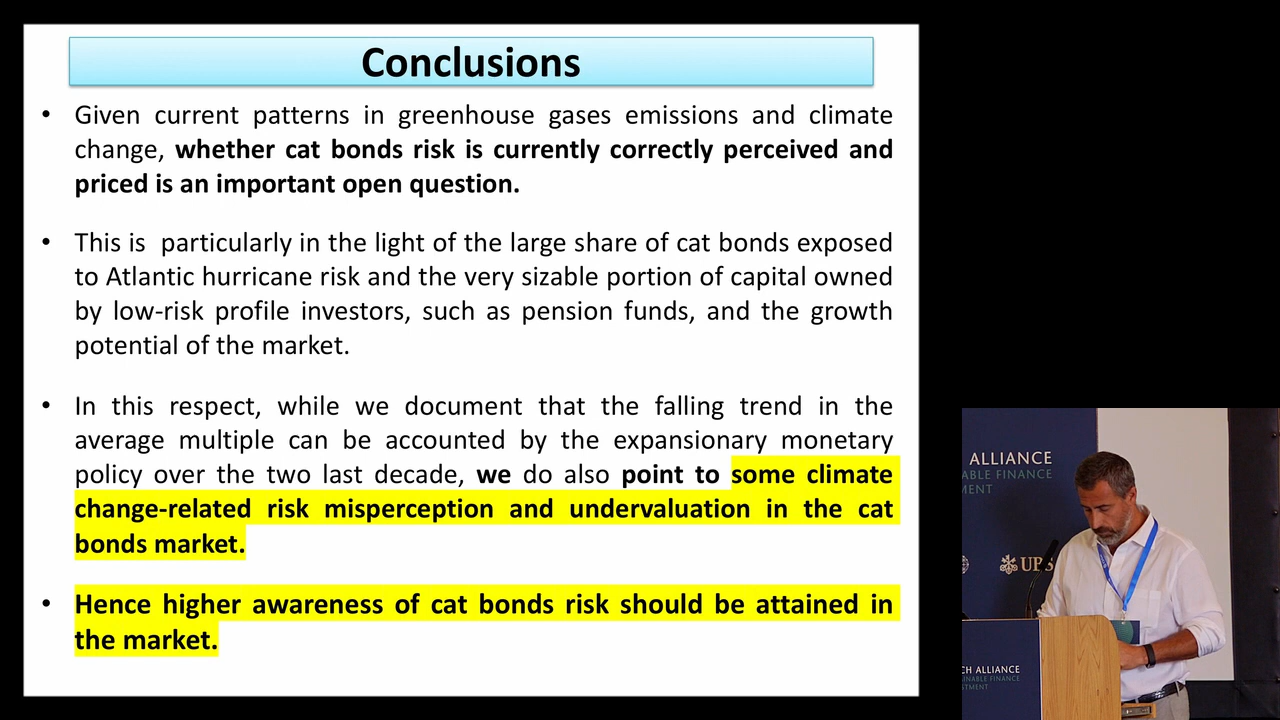 Conclusions
• Given current patterns in greenhouse gases emissions and climate
change, whether cat bonds risk is currently correctly perceived and
priced is an important open question.
• This is  particularly in the light of the large share of cat bonds exposed
to Atlantic hurricane risk and the very sizable portion of capital owned
by low-risk profile investors, such as pension funds, and the growth
potential of the market.
• In this respect, while we document that the falling trend in the
average multiple can be accounted by the expansionary monetary
policy over the two last decade, we do also point to some climate
change-related risk misperception and undervaluation in the cat
bonds market.
• Hence higher awareness of cat bonds risk should be attained in
the market.
ALLIANCE
NABLE FINANCE
MENT
UBS
CH ALLIANCE
INABLE FINANCE
STMENT